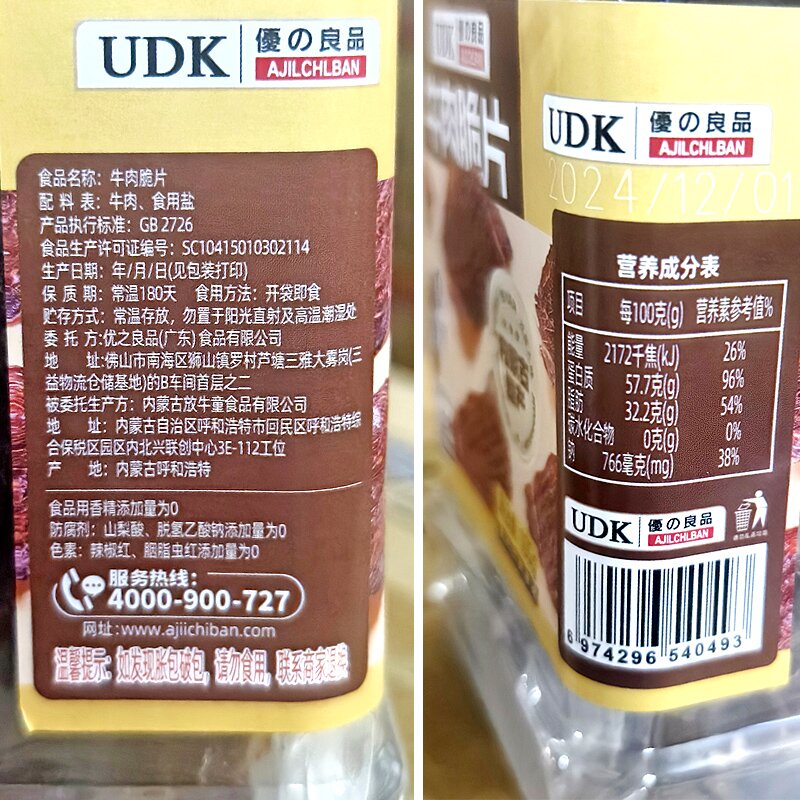 UDK
優の良品
AJILCHLBAN
食品名称: 牛肉脆片
配 料 表: 牛肉、食用盐
产品执行标准: GB 2726
食品生产许可证编号: SC10415010302114
生产日期: 年/月/日(见包装打印)
保 质 期: 常温180天 食用方法: 开袋即食
贮存方式: 常温存放, 勿置于阳光直射及高温潮湿处
委 托 方: 优之良品(广东)食品有限公司
地 址:佛山市南海区狮山镇罗村芦塘三雅大雾岗(三
益物流仓储基地)的B车间首层之二
被委托生产方: 内蒙古放牛童食品有限公司
地 址: 内蒙古自治区呼和浩特市回民区呼和浩特综
合保税区园区内北兴联创中心3E-112工位
产 地: 内蒙古呼和浩特
食品用香精添加量为0
防腐剂: 山梨酸、脱氢乙酸钠添加量为0
色素: 辣椒红、胭脂虫红添加量为0
服务热线:
4000-900-727
网址:www.ajiichiban.com
温馨提示: 如发现胀包破包, 请勿食用, 联系商家退换
優の良品
牛肉脆片
UDK
優の良品
AJILCHLBAN
2024/12/01
营养成分表
项目 每100克(g) 营养素参考值%
能量 2172千焦(kJ) 26%
蛋白质 57.7克(g) 96%
脂肪 32.2克(g) 54%
碳水化合物 0克(g) 0%
钠 766毫克(mg) 38%
UDK
優の良品
AJILCHLBAN
6 974296 540493